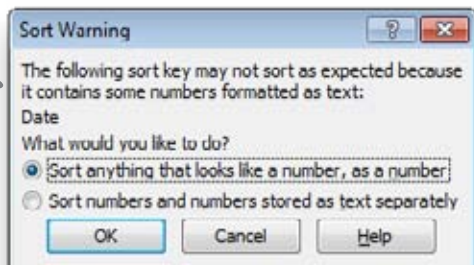 Sort Warning
The following sort key may not sort as expected because
it contains some numbers formatted as text:
Date
What would you like to do?
Sort anything that looks like a number, as a number
Sort numbers and numbers stored as text separately
OK Cancel Help